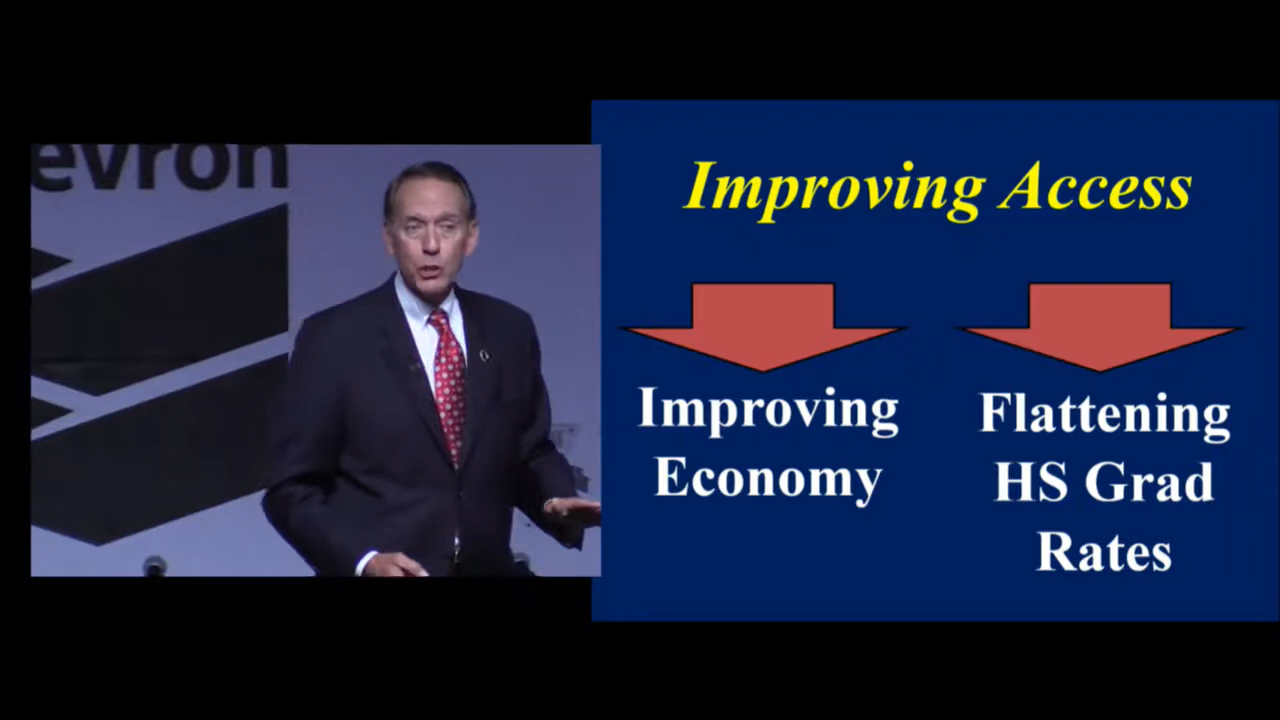 evron
Improving Access
Improving
Economy
Flattening
HS Grad
Rates